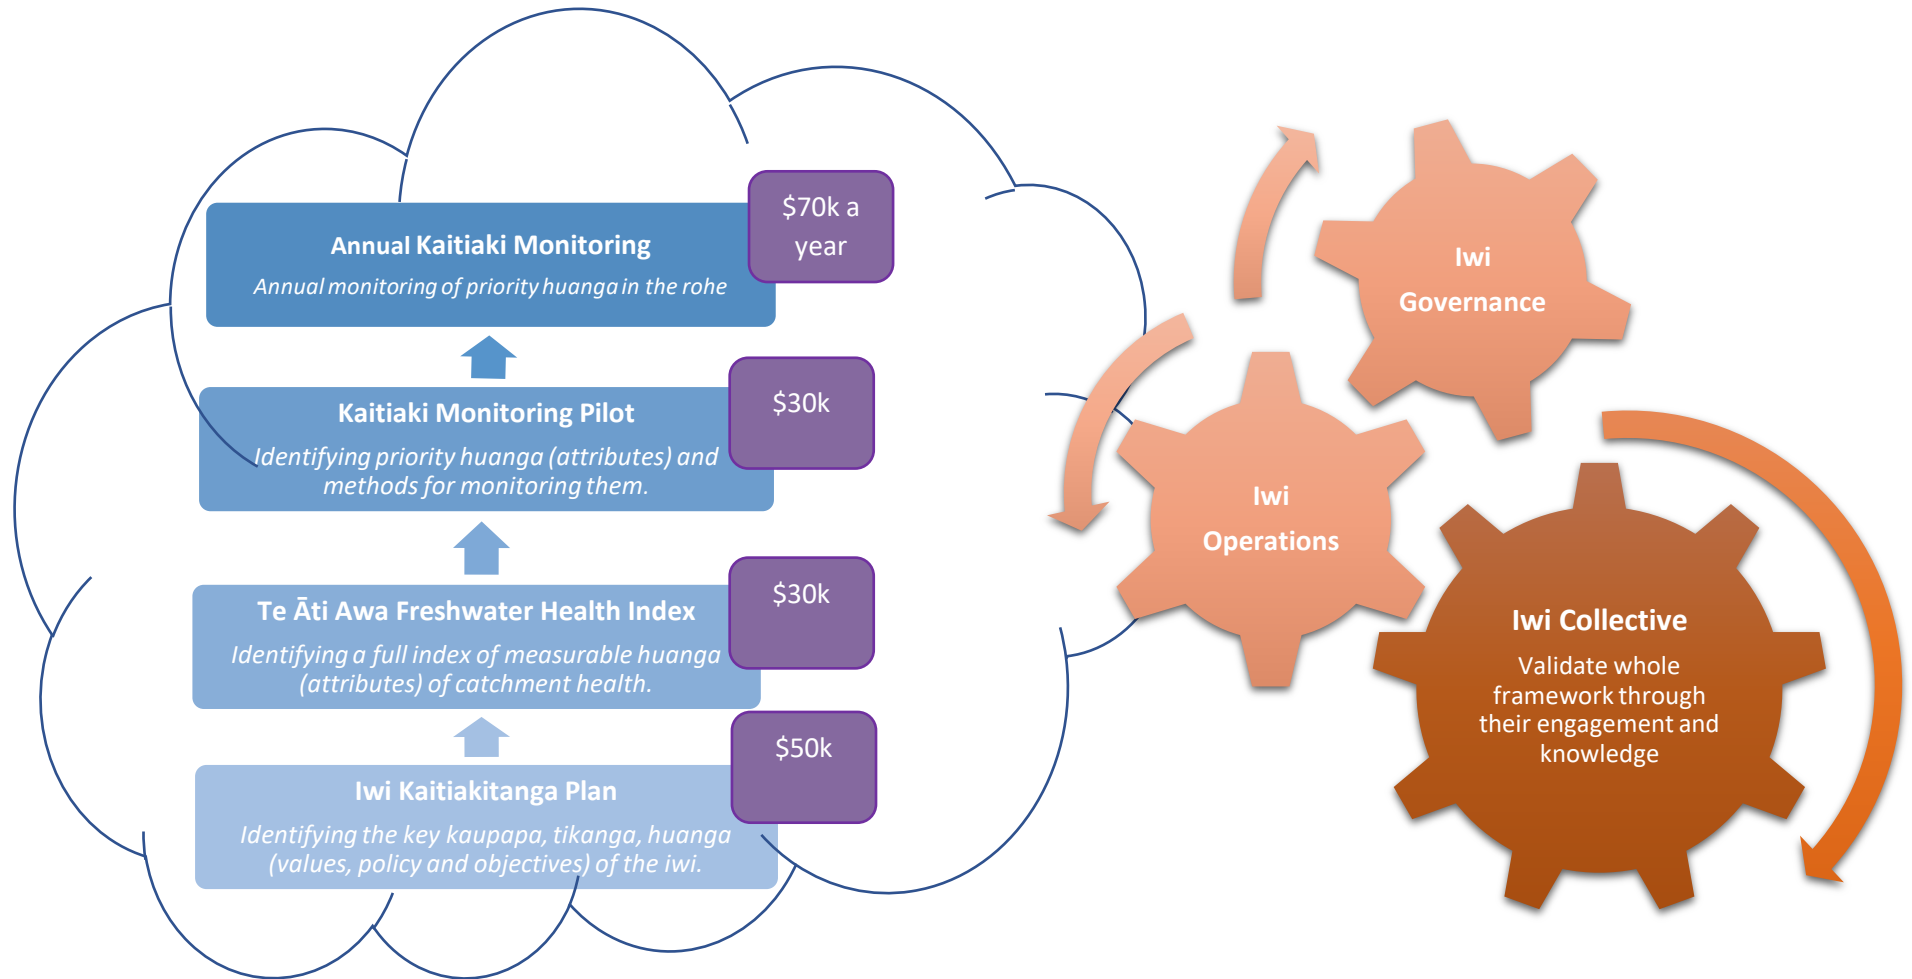 Annual Kaitiaki Monitoring
Annual monitoring of priority huanga in the rohe
$70k a
year
Kaitiaki Monitoring Pilot
Identifying priority huanga (attributes) and
methods for monitoring them.
$30k
Te Āti Awa Freshwater Health Index
Identifying a full index of measurable huanga
(attributes) of catchment health.
$30k
Iwi Kaitiakitanga Plan
Identifying the key kaupapa, tikanga, huanga
(values, policy and objectives) of the iwi.
$50k
Iwi
Governance
Iwi
Operations
Iwi Collective
Validate whole
framework through
their engagement and
knowledge